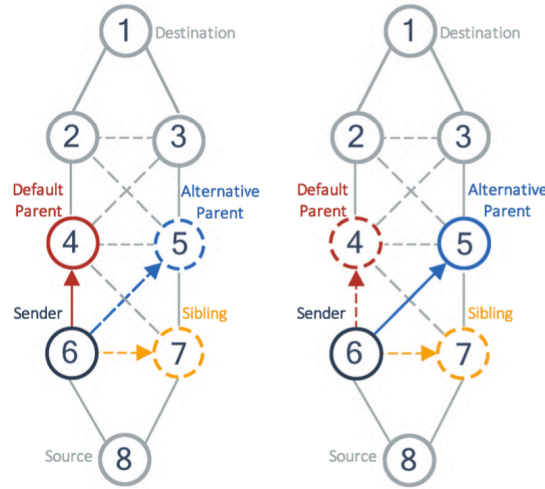 1 Destination
2 3
Default Parent
Alternative Parent
4 5
Sender
Sibling
6 7
Source 8
1 Destination
2 3
Default Parent
Alternative Parent
4 5
Sender
Sibling
6 7
Source 8